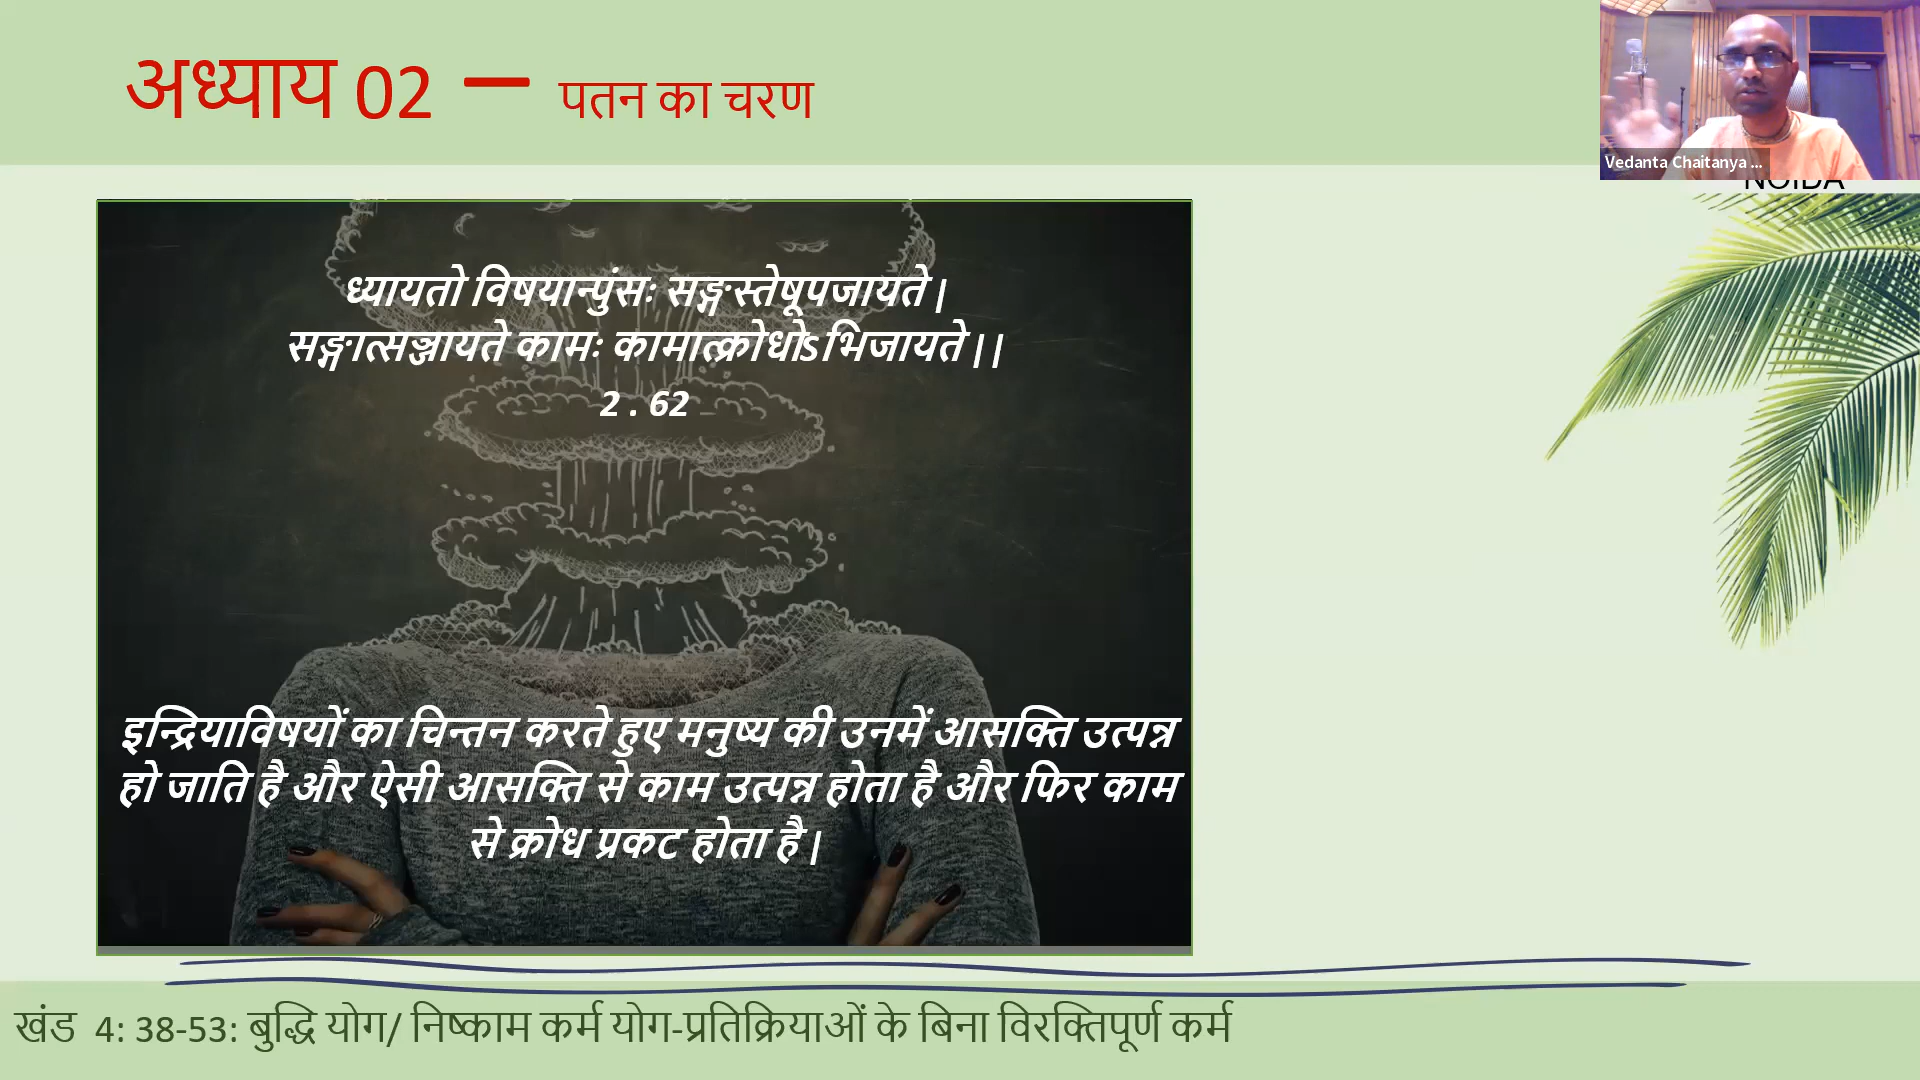 अध्याय 02 – पतन का चरण
Vedanta Chaitanya ...
NOIDA
ध्यायतो विषयान्पुंसः सङ्गस्तेषूपजायते |
सङ्गात्सञ्जायते कामः कामात्क्रोधोऽभिजायते ||
2 . 62
इन्द्रियाविषयों का चिन्तन करते हुए मनुष्य की उनमें आसक्ति उत्पन्न
हो जाति है और ऐसी आसक्ति से काम उत्पन्न होता है और फिर काम
से क्रोध प्रकट होता है |
खंड 4: 38-53: बुद्धि योग/ निष्काम कर्म योग-प्रतिक्रियाओं के बिना विरक्तिपूर्ण कर्म